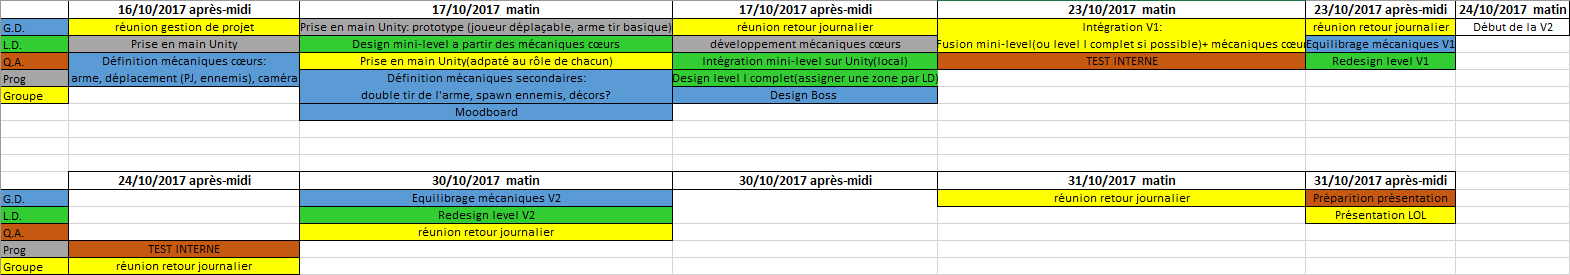 16/10/2017 après-midi 17/10/2017 matin 17/10/2017 après-midi 23/10/2017 matin 23/10/2017 après-midi 24/10/2017 matin
G.D. réunion gestion de projet Prise en main Unity: prototype (joueur déplaçable, arme tir basique) réunion retour journalier Intégration V1: réunion retour journalier Début de la V2
L.D. Prise en main Unity Design mini-level a partir des mécaniques cœurs développement mécaniques cœurs Fusion mini-level(ou level I complet si possible)+ mécaniques cœur Equilibrage mécaniques V1
Q.A. Définition mécaniques cœurs: Prise en main Unity(adpaté au rôle de chacun) Intégration mini-level sur Unity(local) TEST INTERNE Redesign level V1
Prog arme, déplacement (PJ, ennemis), caméra Définition mécaniques secondaires: Design level I complet(assigner une zone par LD)
Groupe double tir de l'arme, spawn ennemis, décors? Design Boss
Moodboard
24/10/2017 après-midi 30/10/2017 matin 30/10/2017 après-midi 31/10/2017 matin 31/10/2017 après-midi
G.D. Equilibrage mécaniques V2 réunion retour journalier Prépartition présentation
L.D. Redesign level V2 Présentation LOL
Q.A. réunion retour journalier
Prog TEST INTERNE
Groupe réunion retour journalier